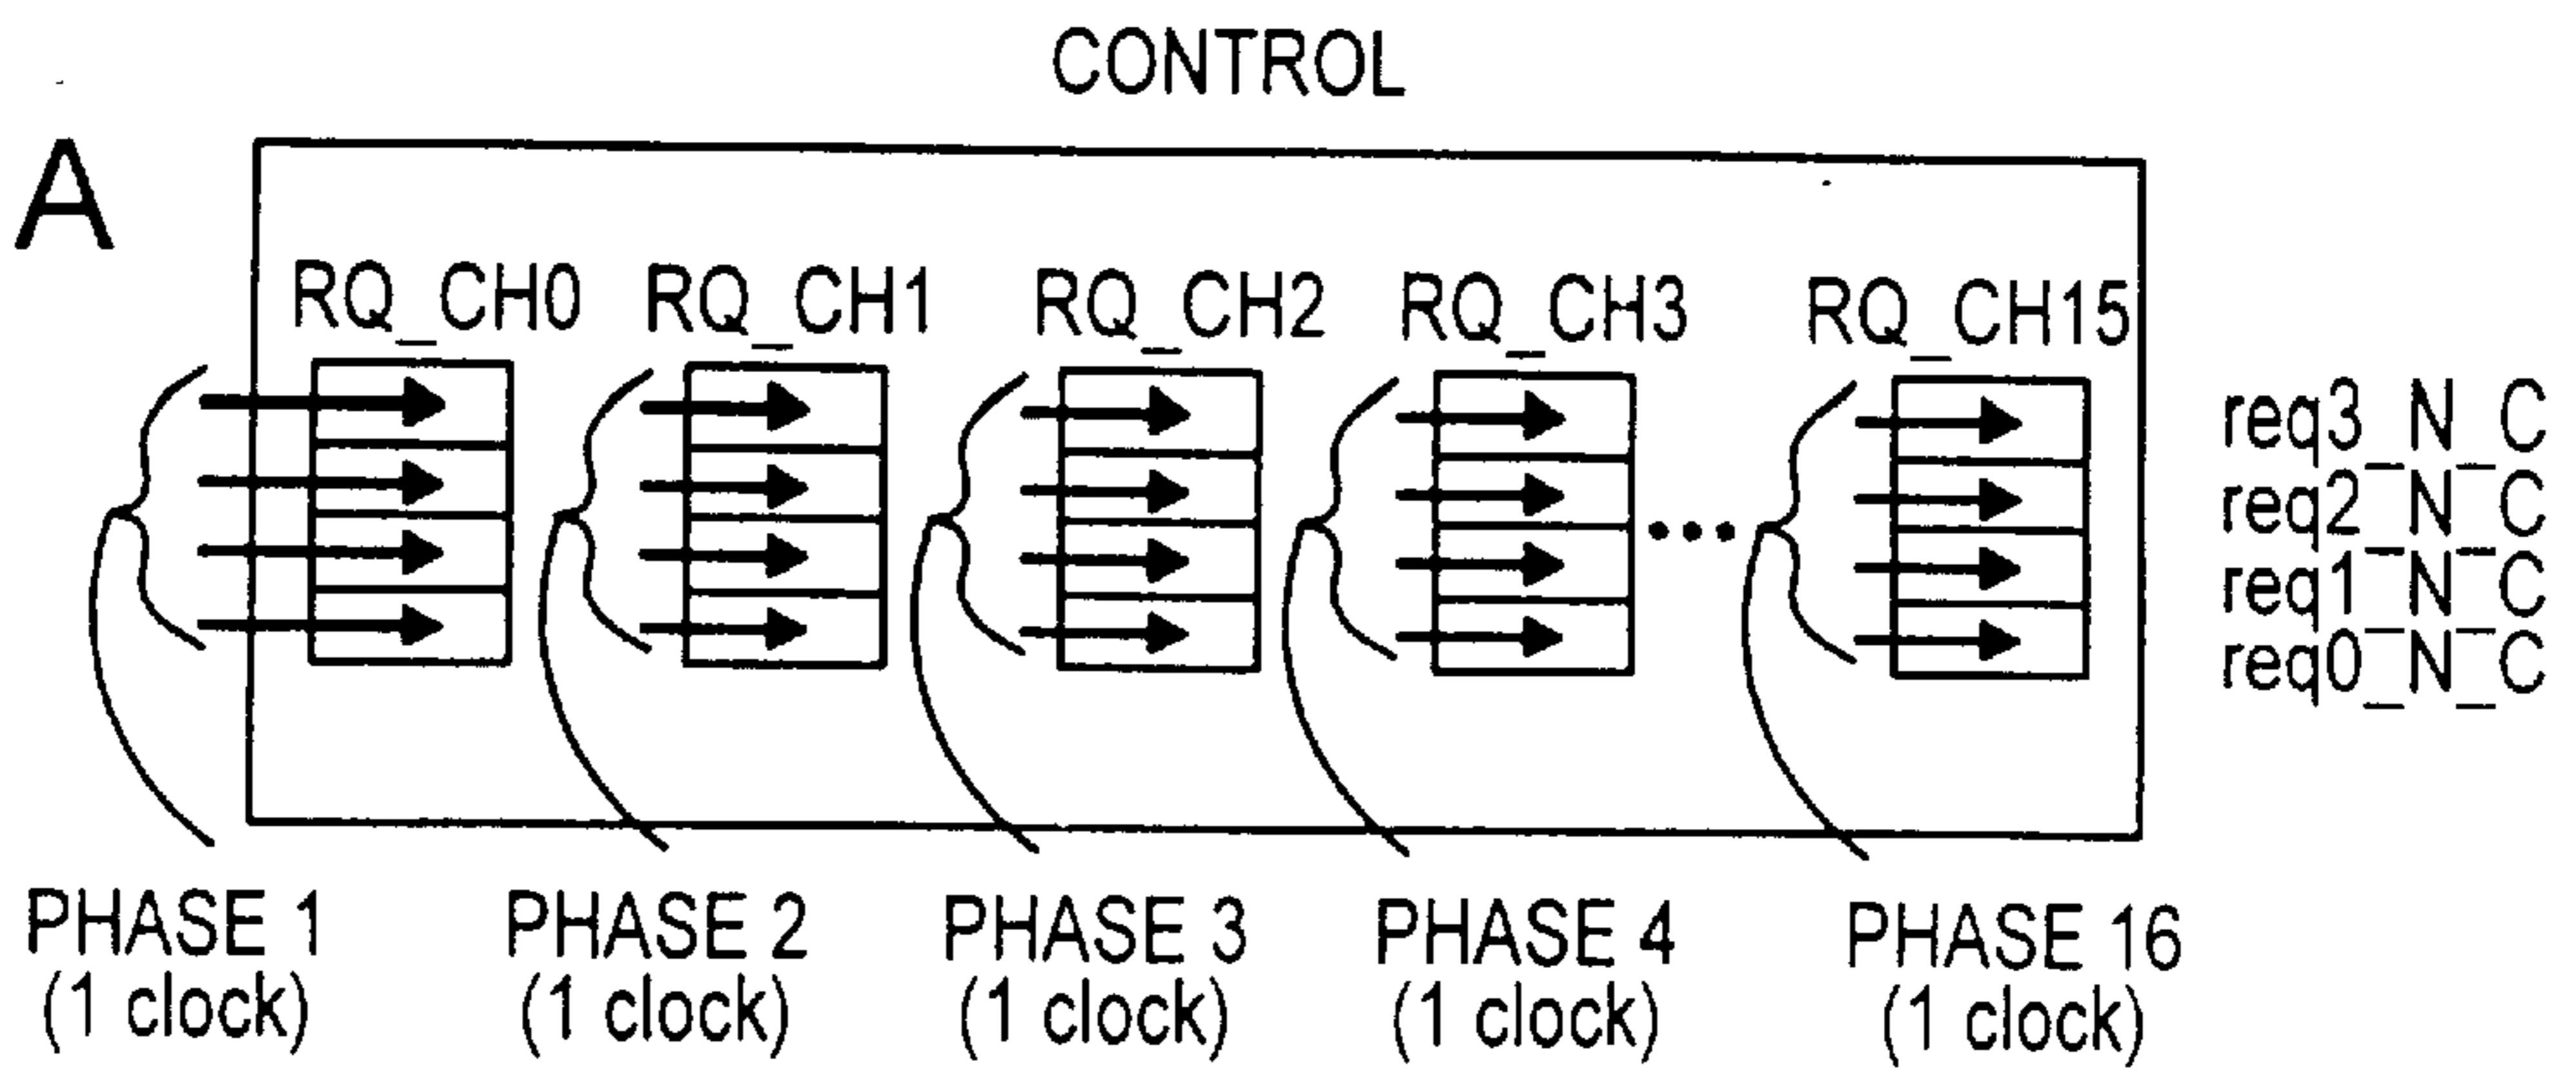 CONTROL
A
RQ_CH0 RQ_CH1 RQ_CH2 RQ_CH3 RQ_CH15
req3_N_C
req2_N_C
req1_N_C
req0_N_C
PHASE 1 PHASE 2 PHASE 3 PHASE 4 PHASE 16
(1 clock) (1 clock) (1 clock) (1 clock) (1 clock)